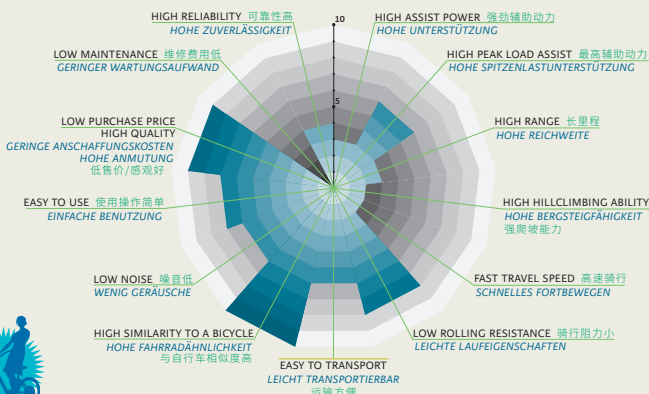 10
5
HIGH RELIABILITY 可靠性高
HOHE ZUVERLÄSSIGKEIT
HIGH ASSIST POWER 强劲辅助动力
HOHE UNTERSTÜTZUNG
LOW MAINTENANCE 维修费用低
GERINGER WARTUNGSAUFWAND
HIGH PEAK LOAD ASSIST 最高辅助动力
HOHE SPITZENLASTUNTERSTÜTZUNG
LOW PURCHASE PRICE
HIGH QUALITY
GERINGE ANSCHAFFUNGSKOSTEN
HOHE ANMUTUNG
低售价/感观好
HIGH RANGE 长里程
HOHE REICHWEITE
EASY TO USE 使用操作简单
EINFACHE BENUTZUNG
HIGH HILLCLIMBING ABILITY
HOHE BERGSTEIGFÄHIGKEIT
强爬坡能力
LOW NOISE 噪音低
WENIG GERÄUSCHE
FAST TRAVEL SPEED 高速骑行
SCHNELLES FORTBEWEGEN
HIGH SIMILARITY TO A BICYCLE
HOHE FAHRRADÄHNLICHKEIT
与自行车相似度高
LOW ROLLING RESISTANCE 骑行阻力小
LEICHTE LAUFEIGENSCHAFTEN
EASY TO TRANSPORT
LEICHT TRANSPORTIERBAR
运输方便